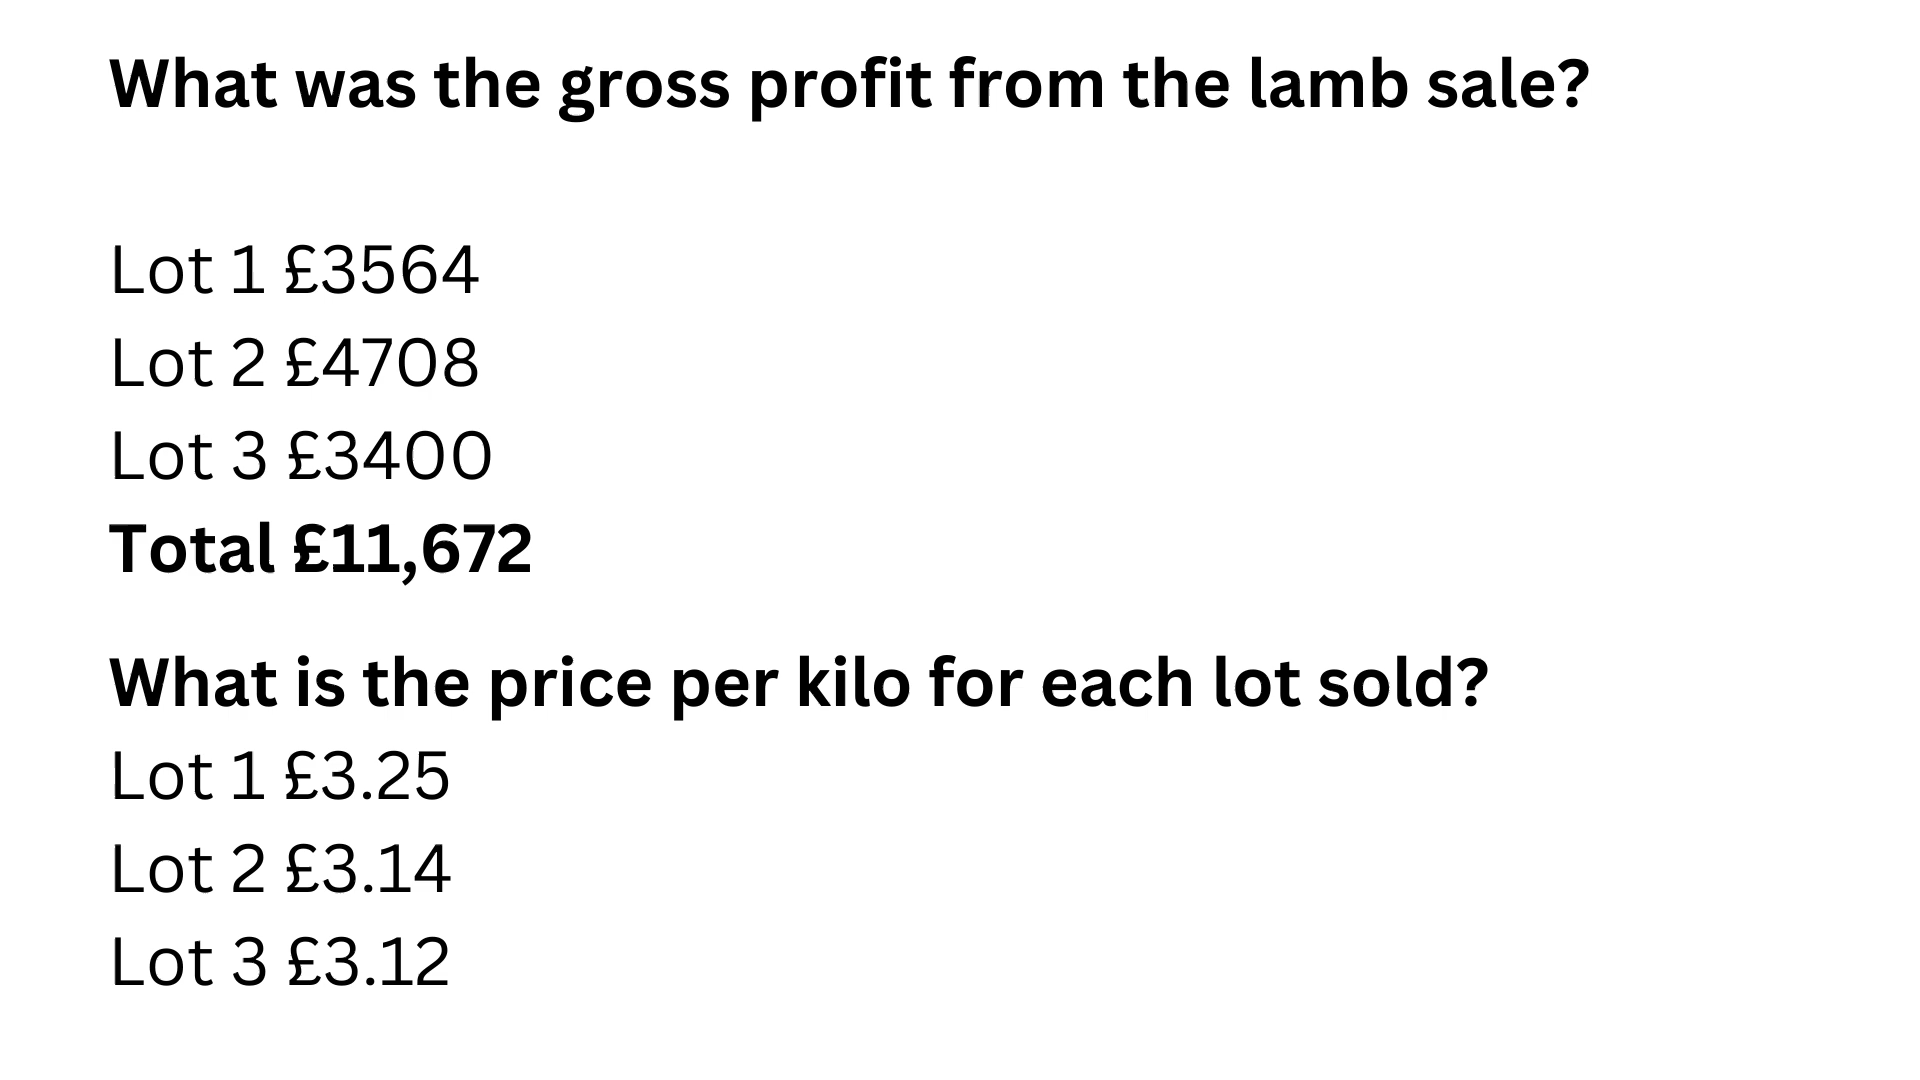 What was the gross profit from the lamb sale?
Lot 1 £3564
Lot 2 £4708
Lot 3 £3400
Total £11,672
What is the price per kilo for each lot sold?
Lot 1 £3.25
Lot 2 £3.14
Lot 3 £3.12